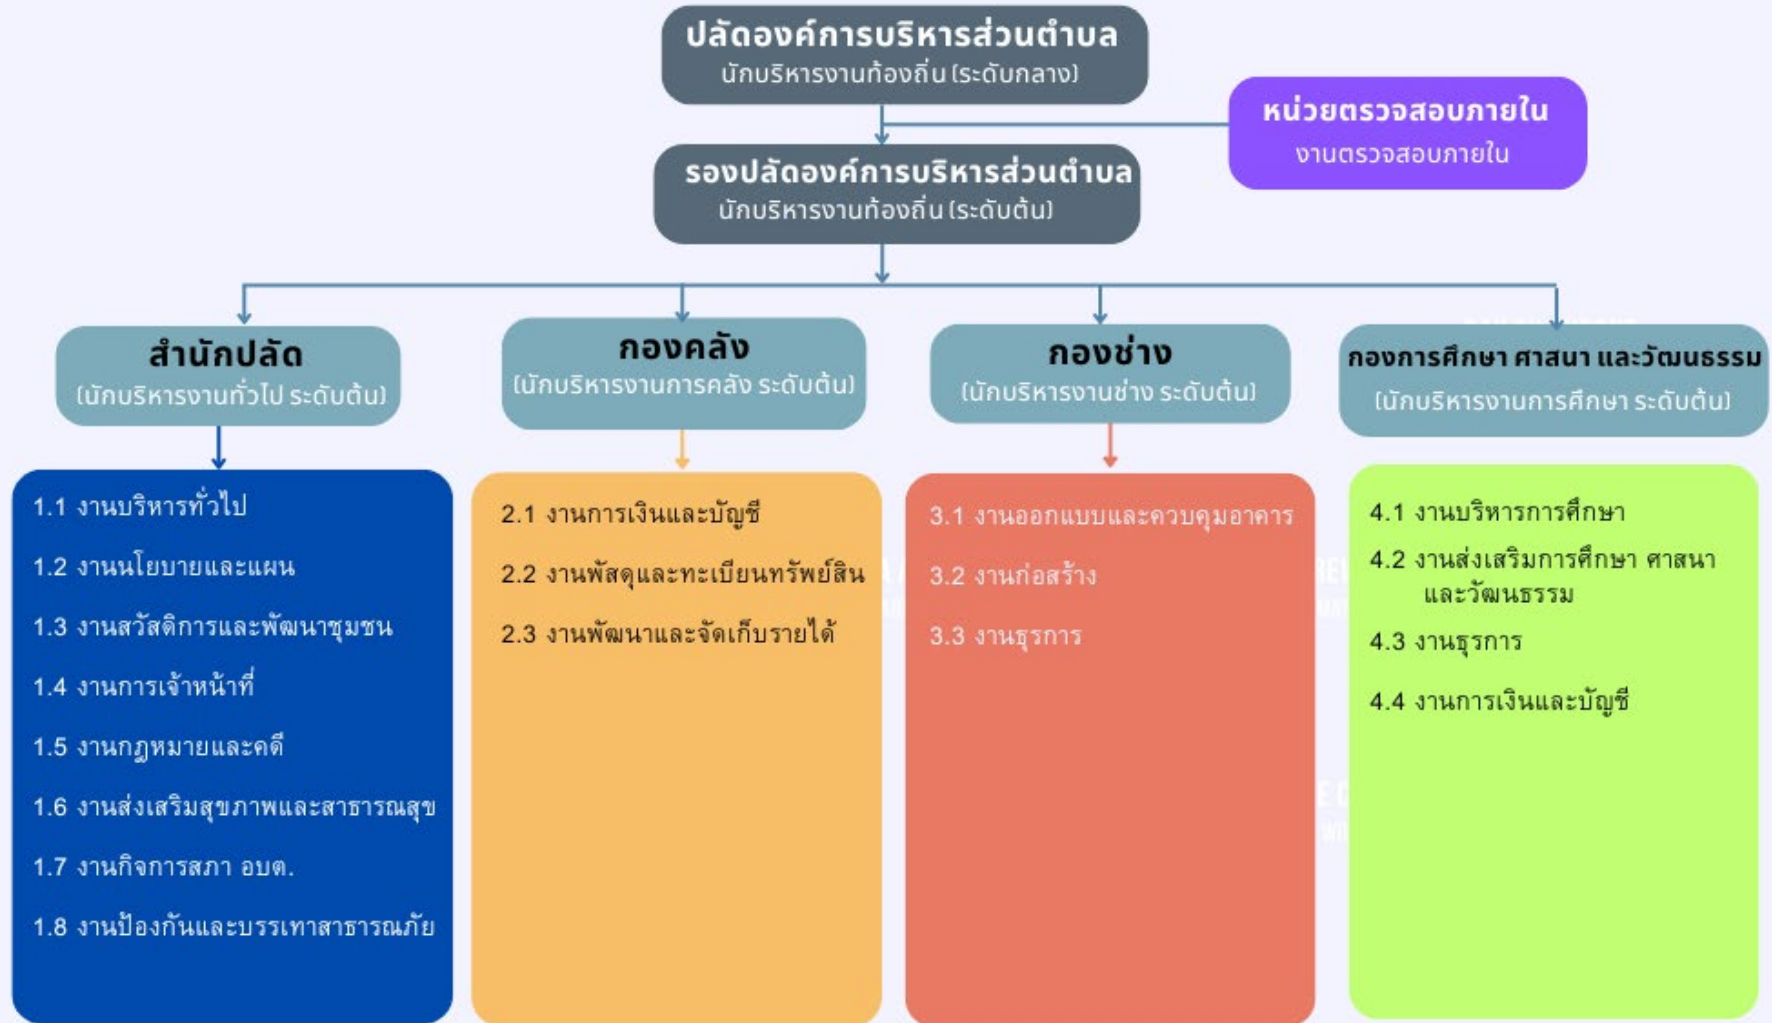 ปลัดองค์การบริหารส่วนตำบล
นักบริหารงานท้องถิ่น (ระดับกลาง)
หน่วยตรวจสอบภายใน
งานตรวจสอบภายใน
รองปลัดองค์การบริหารส่วนตำบล
นักบริหารงานท้องถิ่น (ระดับต้น)
สำนักปลัด
(นักบริหารงานทั่วไป ระดับต้น)
1.1 งานบริหารทั่วไป
1.2 งานนโยบายและแผน
1.3 งานสวัสดิการและพัฒนาชุมชน
1.4 งานการเจ้าหน้าที่
1.5 งานกฎหมายและคดี
1.6 งานส่งเสริมสุขภาพและสาธารณสุข
1.7 งานกิจการสภา อบต.
1.8 งานป้องกันและบรรเทาสาธารณภัย
กองคลัง
(นักบริหารงานการคลัง ระดับต้น)
2.1 งานการเงินและบัญชี
2.2 งานพัสดุและทะเบียนทรัพย์สิน
2.3 งานพัฒนาและจัดเก็บรายได้
กองช่าง
(นักบริหารงานช่าง ระดับต้น)
3.1 งานออกแบบและควบคุมอาคาร
3.2 งานก่อสร้าง
3.3 งานธุรการ
กองการศึกษา ศาสนา และวัฒนธรรม
(นักบริหารงานการศึกษา ระดับต้น)
4.1 งานบริหารการศึกษา
4.2 งานส่งเสริมการศึกษา ศาสนา
และวัฒนธรรม
4.3 งานธุรการ
4.4 งานการเงินและบัญชี